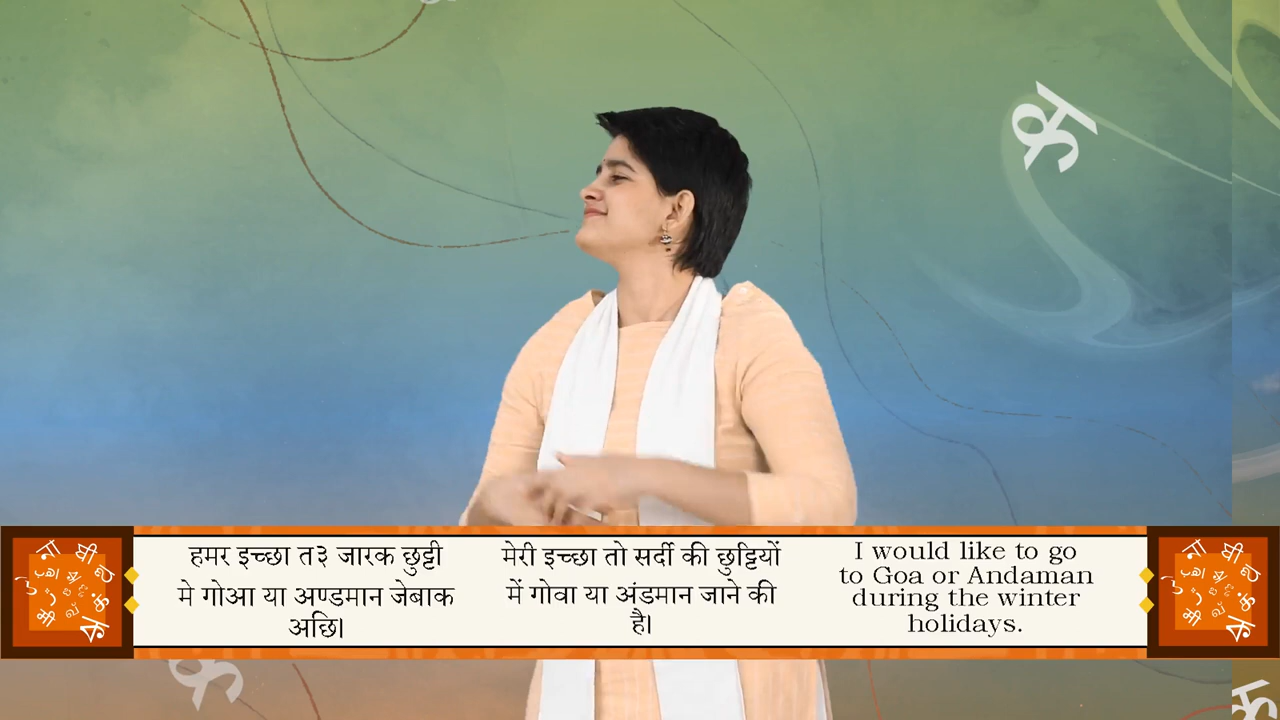 हमर इच्छा त३ जारक छुट्टी
मे गोआ या अण्डमान जेबाक
अछि।
मेरी इच्छा तो सर्दी की छुट्टियों
में गोवा या अंडमान जाने की
है।
I would like to go
to Goa or Andaman
during the winter
holidays.